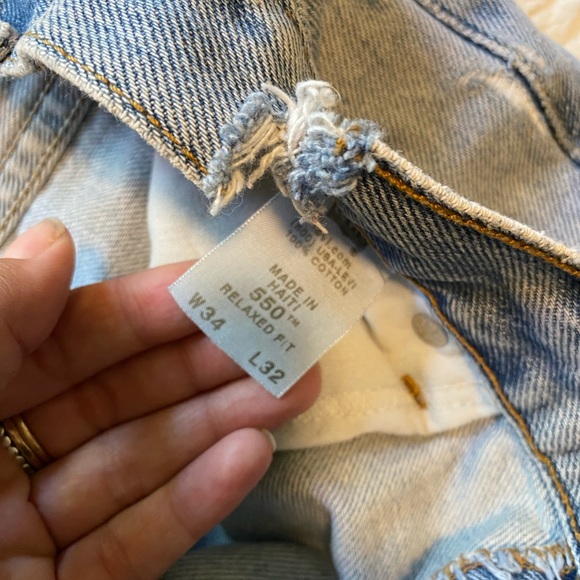 100% COTTON
MADE IN
HAITI
550™
RELAXED FIT
W34 L32